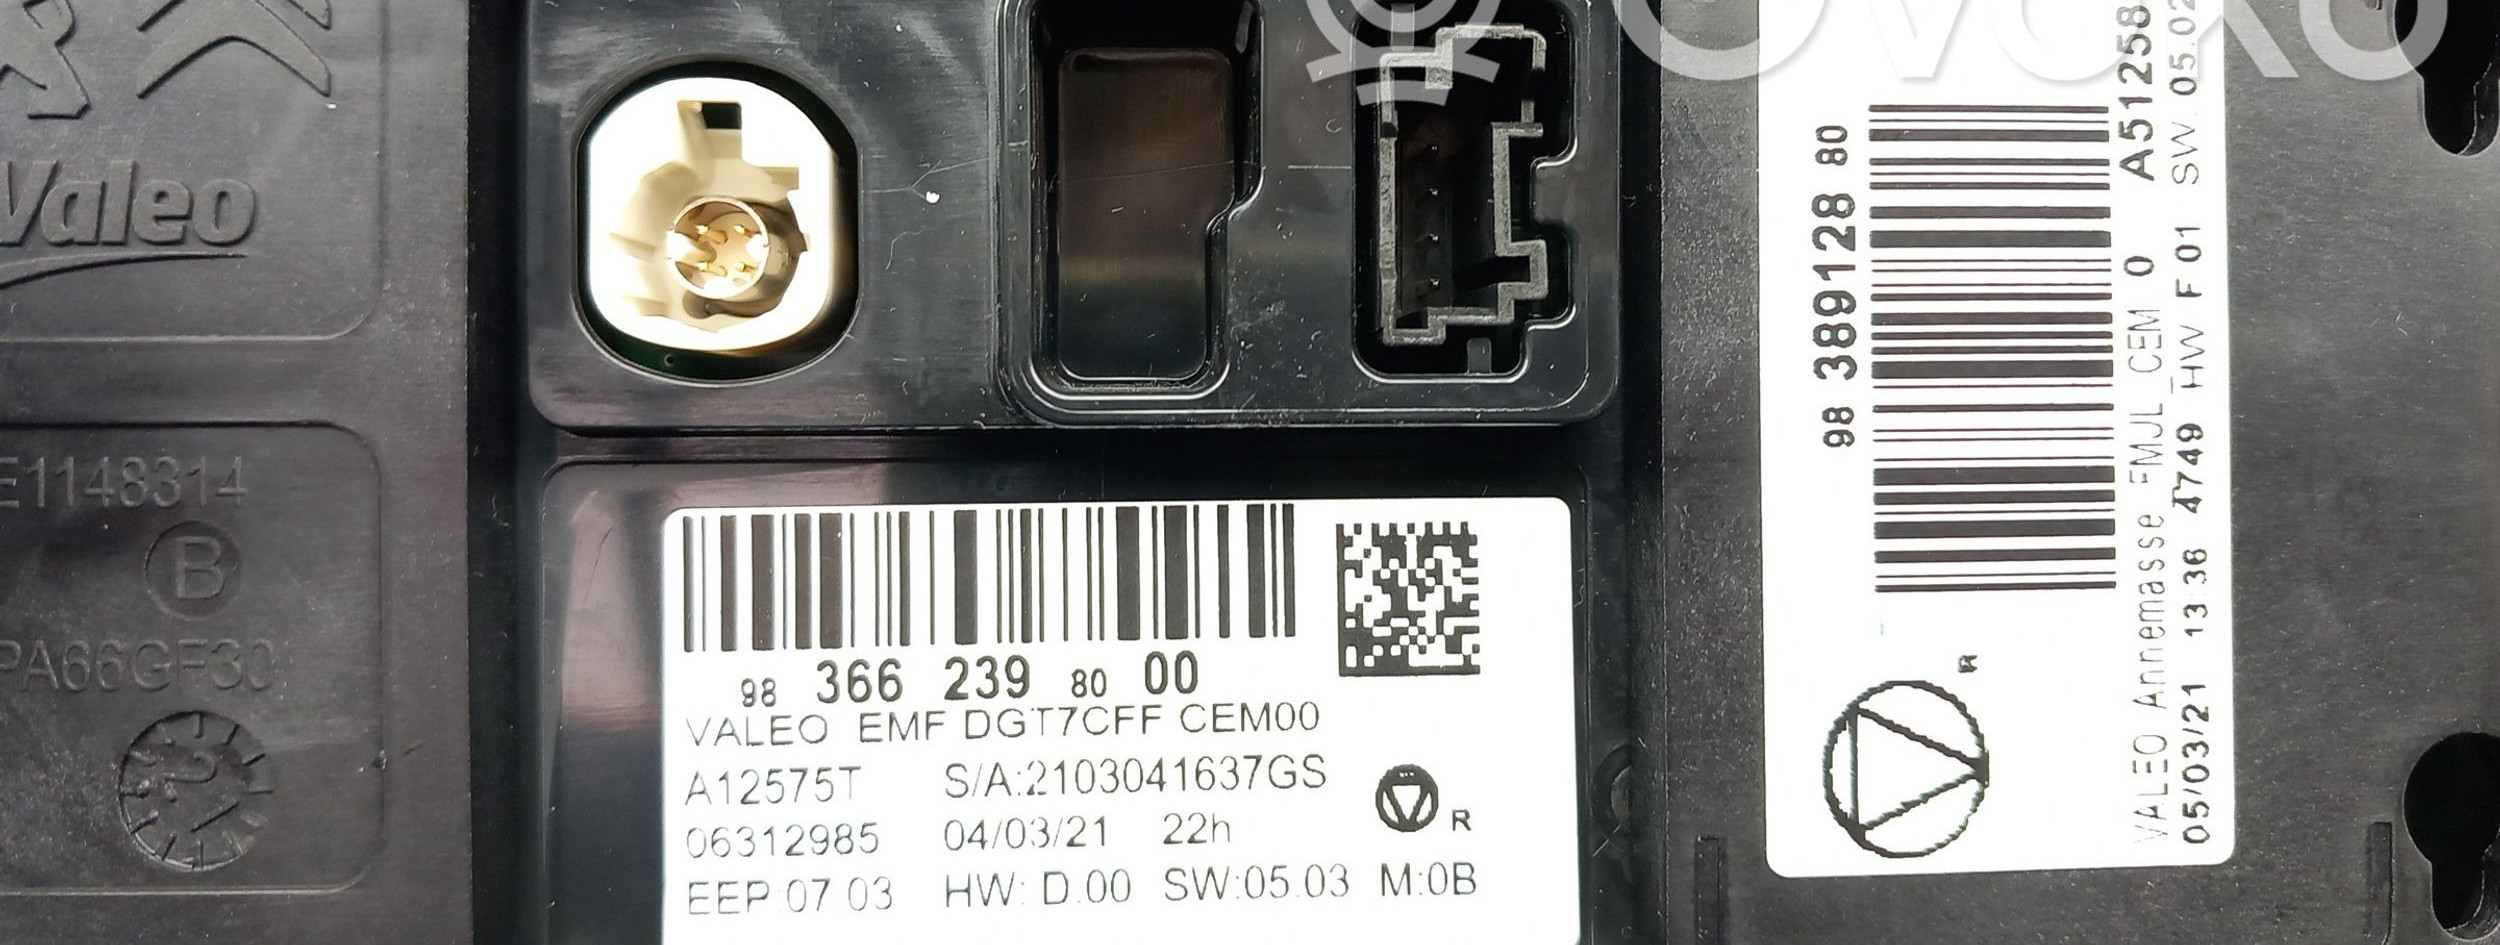 Valeo
E1148314
B
PA66GF30
98 366 239 80 00
VALEO EMF DGT7CFF CEM00
A12575T S/A:2103041637GS
06312985 04/03/21 22h
R
EEP 07 03 HW: D.00 SW:05.03 M:0B
98 389128 80
R
VALEO Annemasse FMJL_CEM 0 A51258
05/03/21 13:36 4749 HW F 01 SW. 05.02